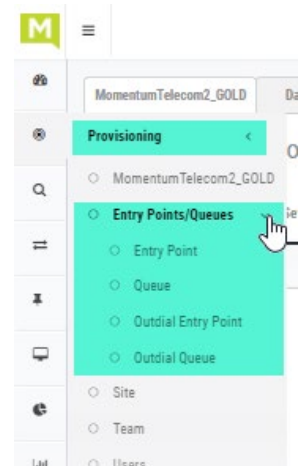 M
MomentumTelecom2_GOLD
Da
Provisioning
MomentumTelecom2_GOLD
Entry Points/Queues
Entry Point
Queue
Outdial Entry Point
Outdial Queue
Site
Team
Users